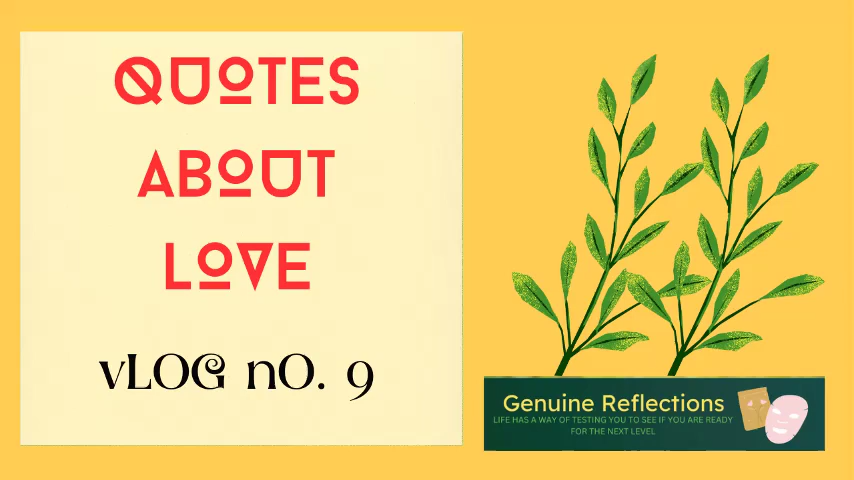 QUOTES
ABOUT
LOVE
vLOG nO. 9
Genuine Reflections
LIFE HAS A WAY OF TESTING YOU TO SEE IF YOU ARE READY
FOR THE NEXT LEVEL